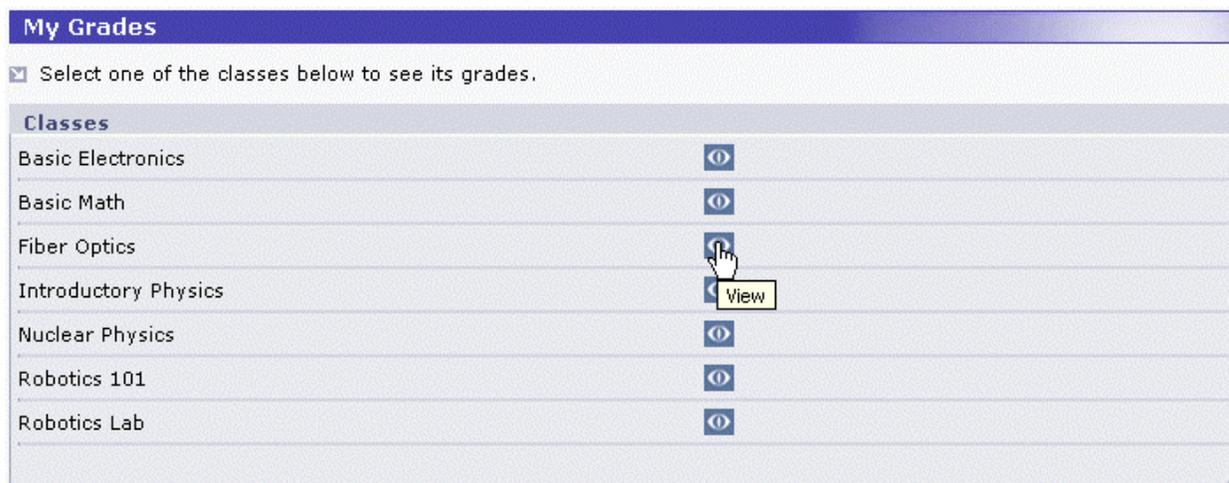 My Grades
Select one of the classes below to see its grades.
Classes
Basic Electronics
Basic Math
Fiber Optics
Introductory Physics
View
Nuclear Physics
Robotics 101
Robotics Lab